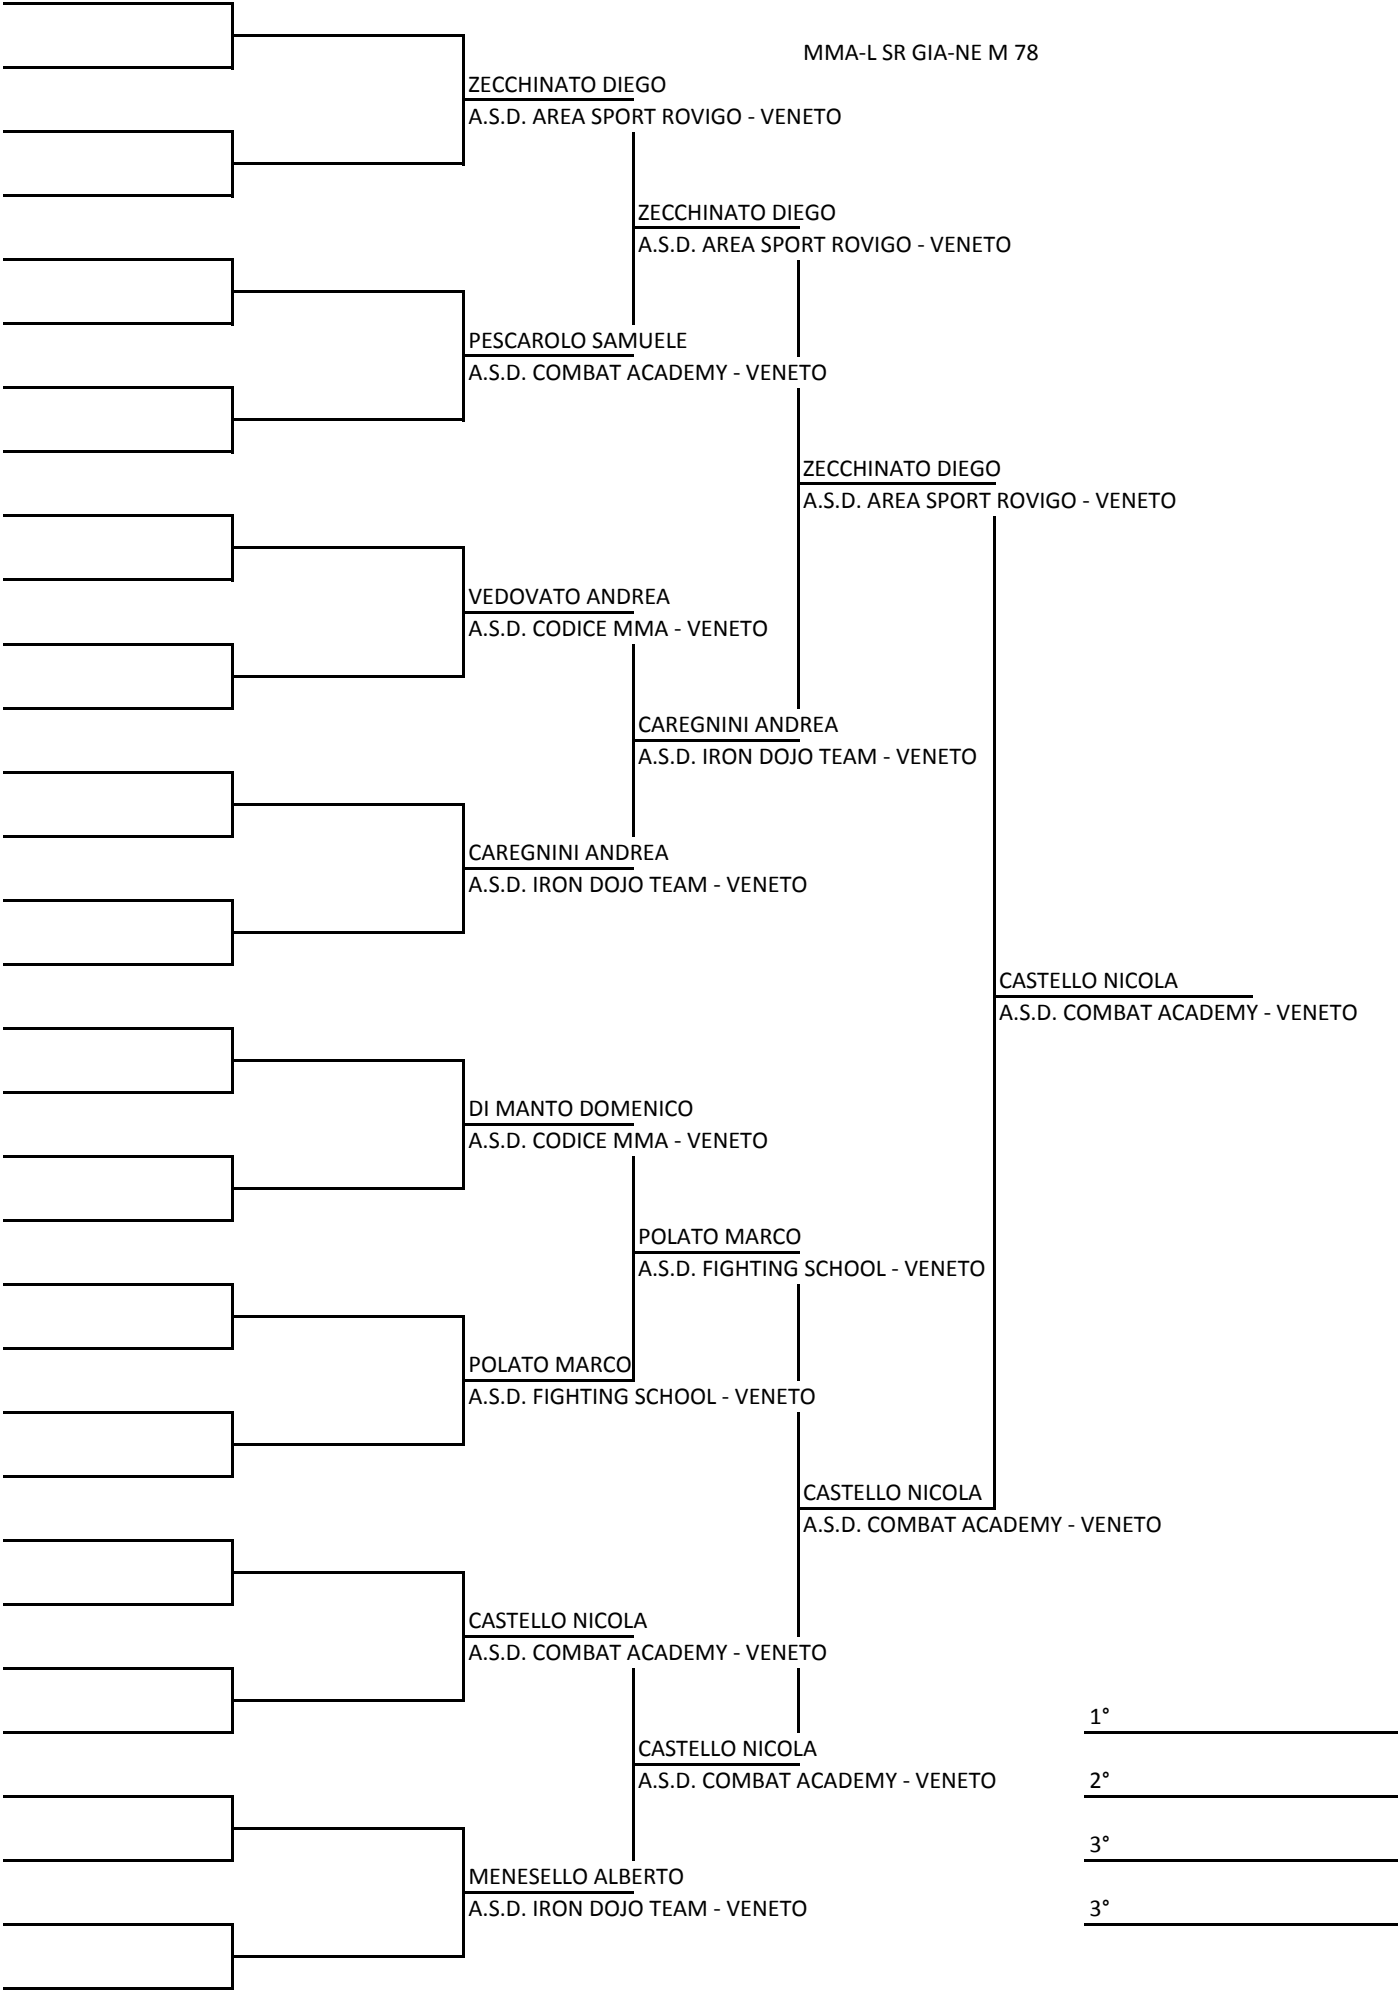 MMA-L SR GIA-NE M 78
ZECCHINATO DIEGO
A.S.D. AREA SPORT ROVIGO - VENETO
ZECCHINATO DIEGO
A.S.D. AREA SPORT ROVIGO - VENETO
PESCAROLO SAMUELE
A.S.D. COMBAT ACADEMY - VENETO
ZECCHINATO DIEGO
A.S.D. AREA SPORT ROVIGO - VENETO
VEDOVATO ANDREA
A.S.D. CODICE MMA - VENETO
CAREGNINI ANDREA
A.S.D. IRON DOJO TEAM - VENETO
CAREGNINI ANDREA
A.S.D. IRON DOJO TEAM - VENETO
CASTELLO NICOLA
A.S.D. COMBAT ACADEMY - VENETO
DI MANTO DOMENICO
A.S.D. CODICE MMA - VENETO
POLATO MARCO
A.S.D. FIGHTING SCHOOL - VENETO
POLATO MARCO
A.S.D. FIGHTING SCHOOL - VENETO
CASTELLO NICOLA
A.S.D. COMBAT ACADEMY - VENETO
CASTELLO NICOLA
A.S.D. COMBAT ACADEMY - VENETO
1°
CASTELLO NICOLA
A.S.D. COMBAT ACADEMY - VENETO
2°
3°
MENESELLO ALBERTO
A.S.D. IRON DOJO TEAM - VENETO
3°